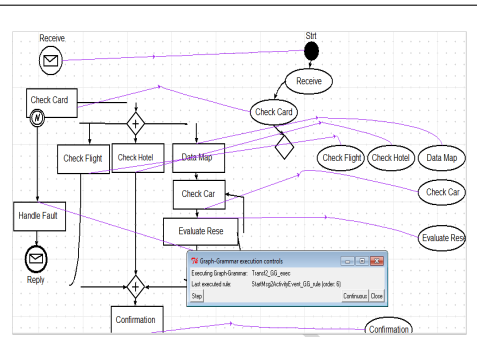 Receive
Strt
Receive
Check Card
N
Check Card
Check Flight
Check Hotel
Data Map
Check Flight
Check Hotel
Data Map
Check Car
Check Car
Handle Fault
Evaluate Rese
Evaluate Rese
Graph-Grammar execution controls
Executing Graph-Grammar: Transf2_GG_exec
Last executed rule: StartMsg2ActivityEvent_GG_rule (order: 6)
Step Continuous Close
Reply
Confirmation
Confirmation